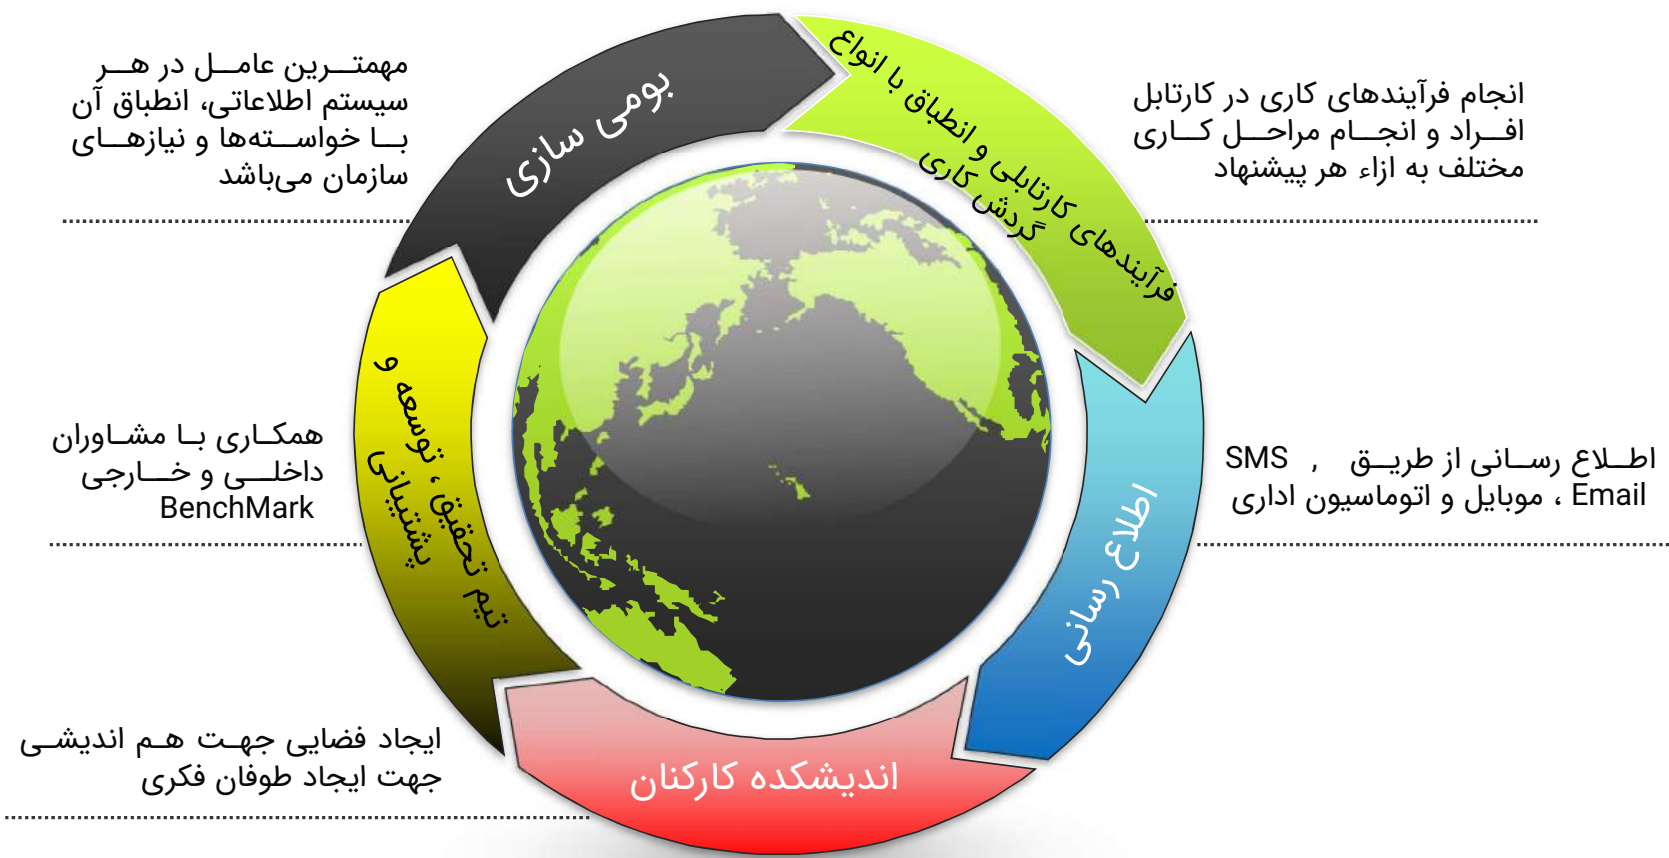 بومی سازی
مهمترین عامل در هر
سیستم اطلاعاتی، انطباق آن
با خواسته‌ها و نیازهای
سازمان می‌باشد
فرآیندهای کارتابلی و انطباق با انواع
گردش کاری
انجام فرآیندهای کاری در کارتابل
افراد و انجام مراحل کاری
مختلف به ازاء هر پیشنهاد
اطلاع رسانی
اطلاع رسانی از طریق , SMS
Email ، موبایل و اتوماسیون اداری
اندیشکده کارکنان
ایجاد فضایی جهت هم اندیشی
جهت ایجاد طوفان فکری
تیم تحقیق ، توسعه و
پشتیبانی
همکاری با مشاوران
داخلی و خارجی
BenchMark